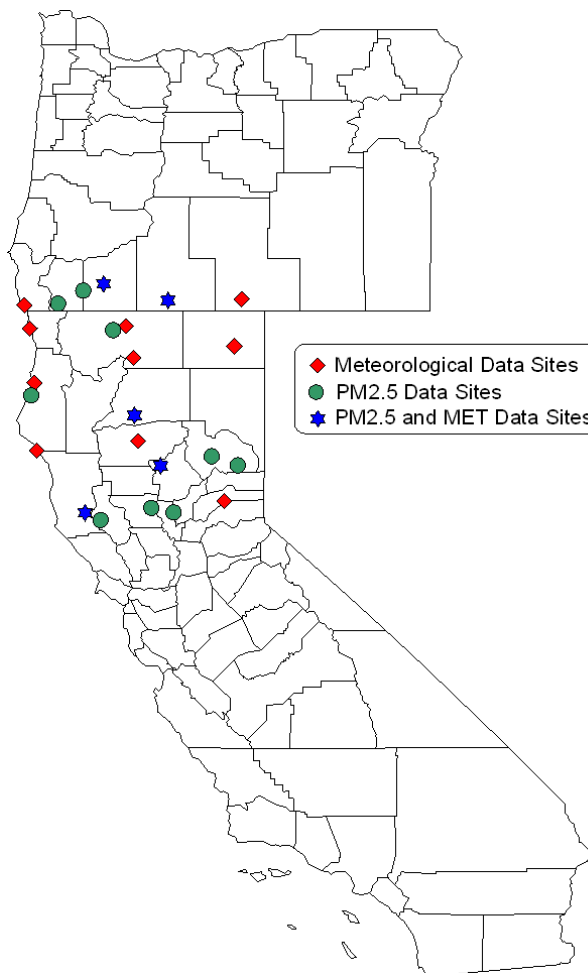 Meteorological Data Sites
PM2.5 Data Sites
PM2.5 and MET Data Sites